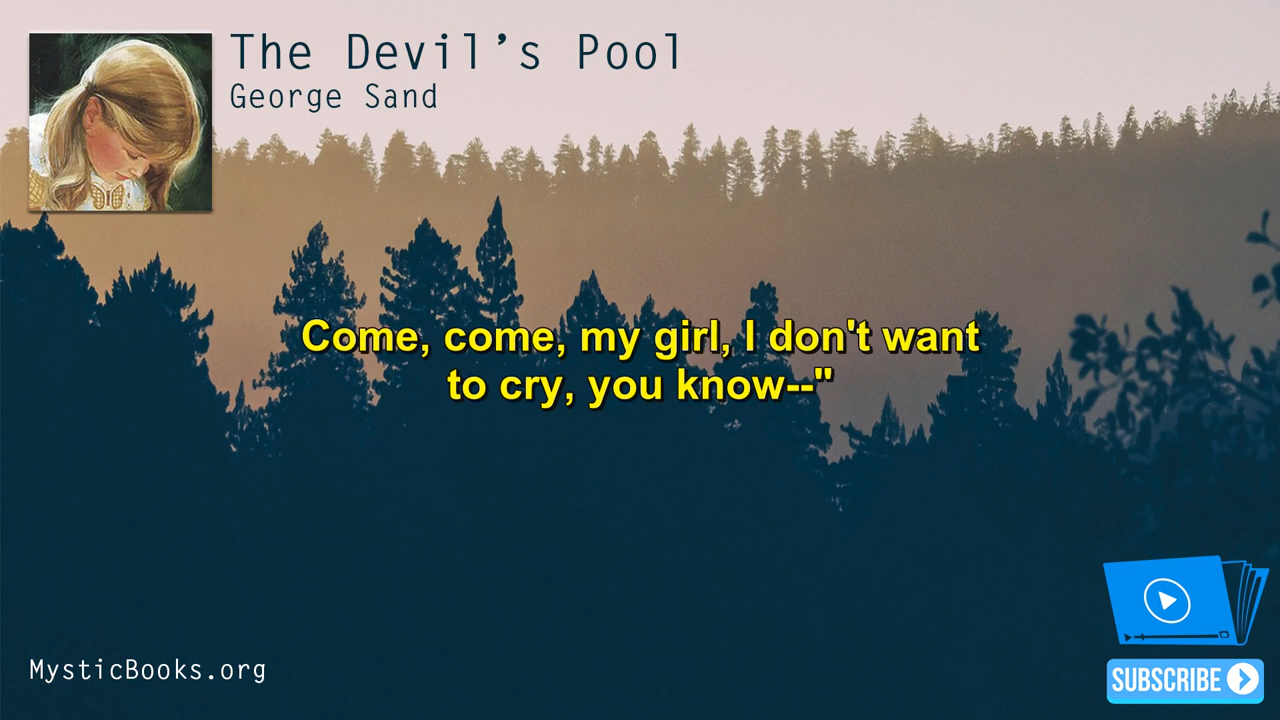 The Devil's Pool
George Sand
Come, come, my girl, I don't want
to cry, you know--"
MysticBooks.org
SUBSCRIBE